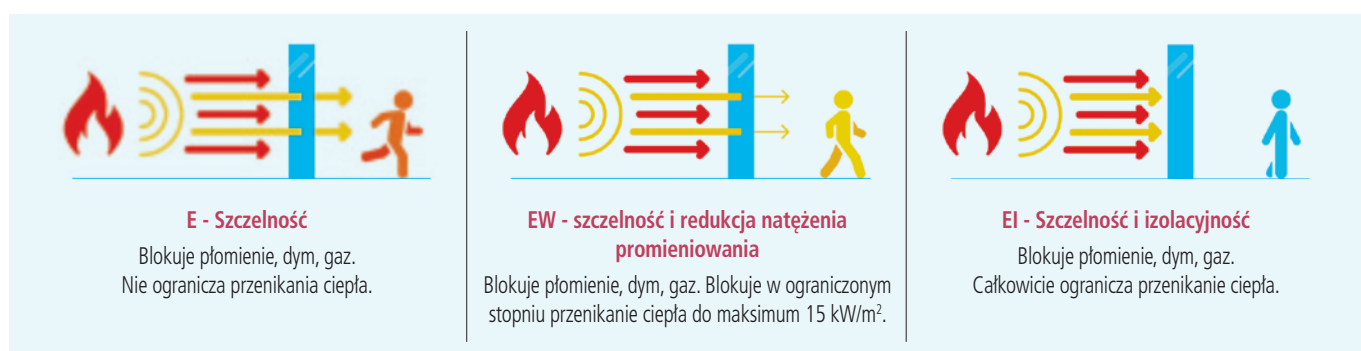 E - Szczelność
Blokuje płomienie, dym, gaz.
Nie ogranicza przenikania ciepła.
EW - szczelność i redukcja natężenia
promieniowania
Blokuje płomienie, dym, gaz. Blokuje w ograniczonym
stopniu przenikanie ciepła do maksimum 15 kW/m².
EI - Szczelność i izolacyjność
Blokuje płomienie, dym, gaz.
Całkowicie ogranicza przenikanie ciepła.